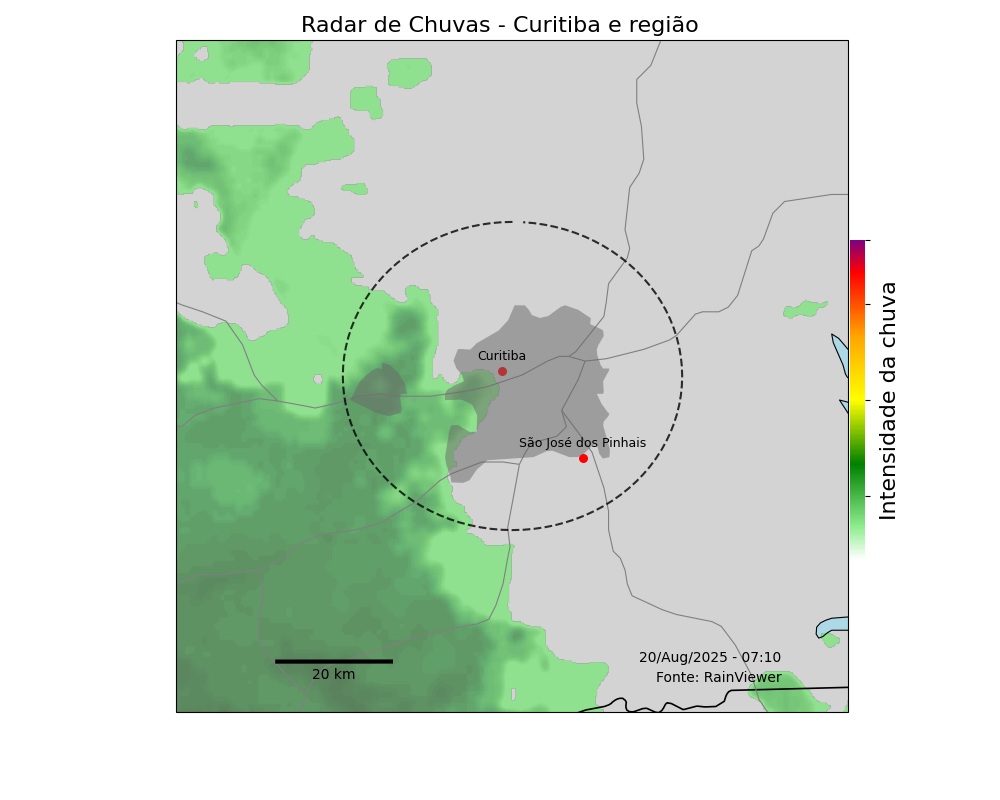 Radar de Chuvas - Curitiba e região
Curitiba
São José dos Pinhais
Intensidade da chuva
20/Aug/2025 - 07:10
Fonte: RainViewer
20 km